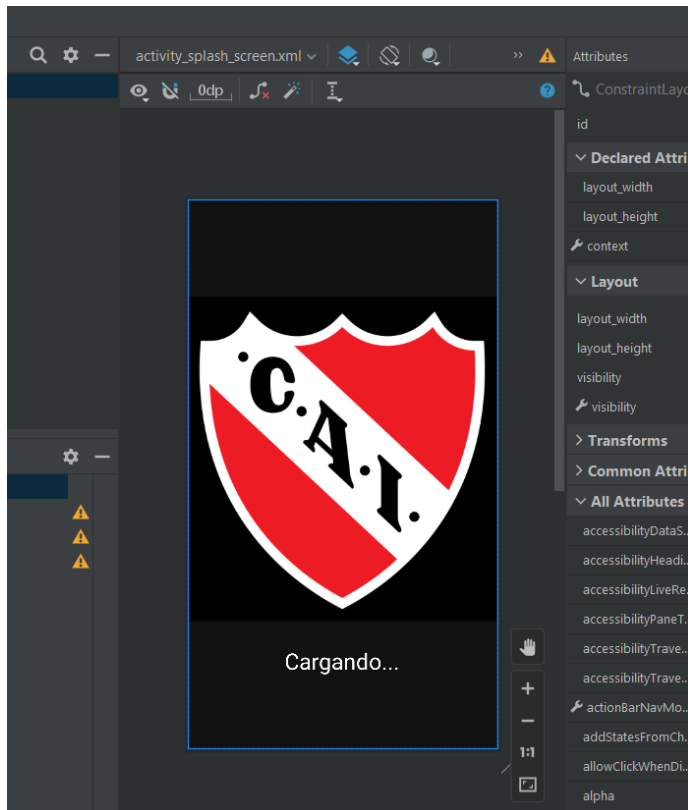 activity_splash_screen.xml
Attributes
0dp
ConstraintLayo
id
Declared Attri
layout_width
layout_height
context
Layout
layout_width
layout_height
visibility
visibility
Transforms
Common Attri
All Attributes
accessibilityDataS...
accessibilityHeadi...
accessibilityLiveRe...
accessibilityPaneT...
accessibilityTrave...
accessibilityTrave...
actionBarNavMo...
addStatesFromCh...
allowClickWhenDi...
alpha
·C.A.I.
Cargando...
1:1